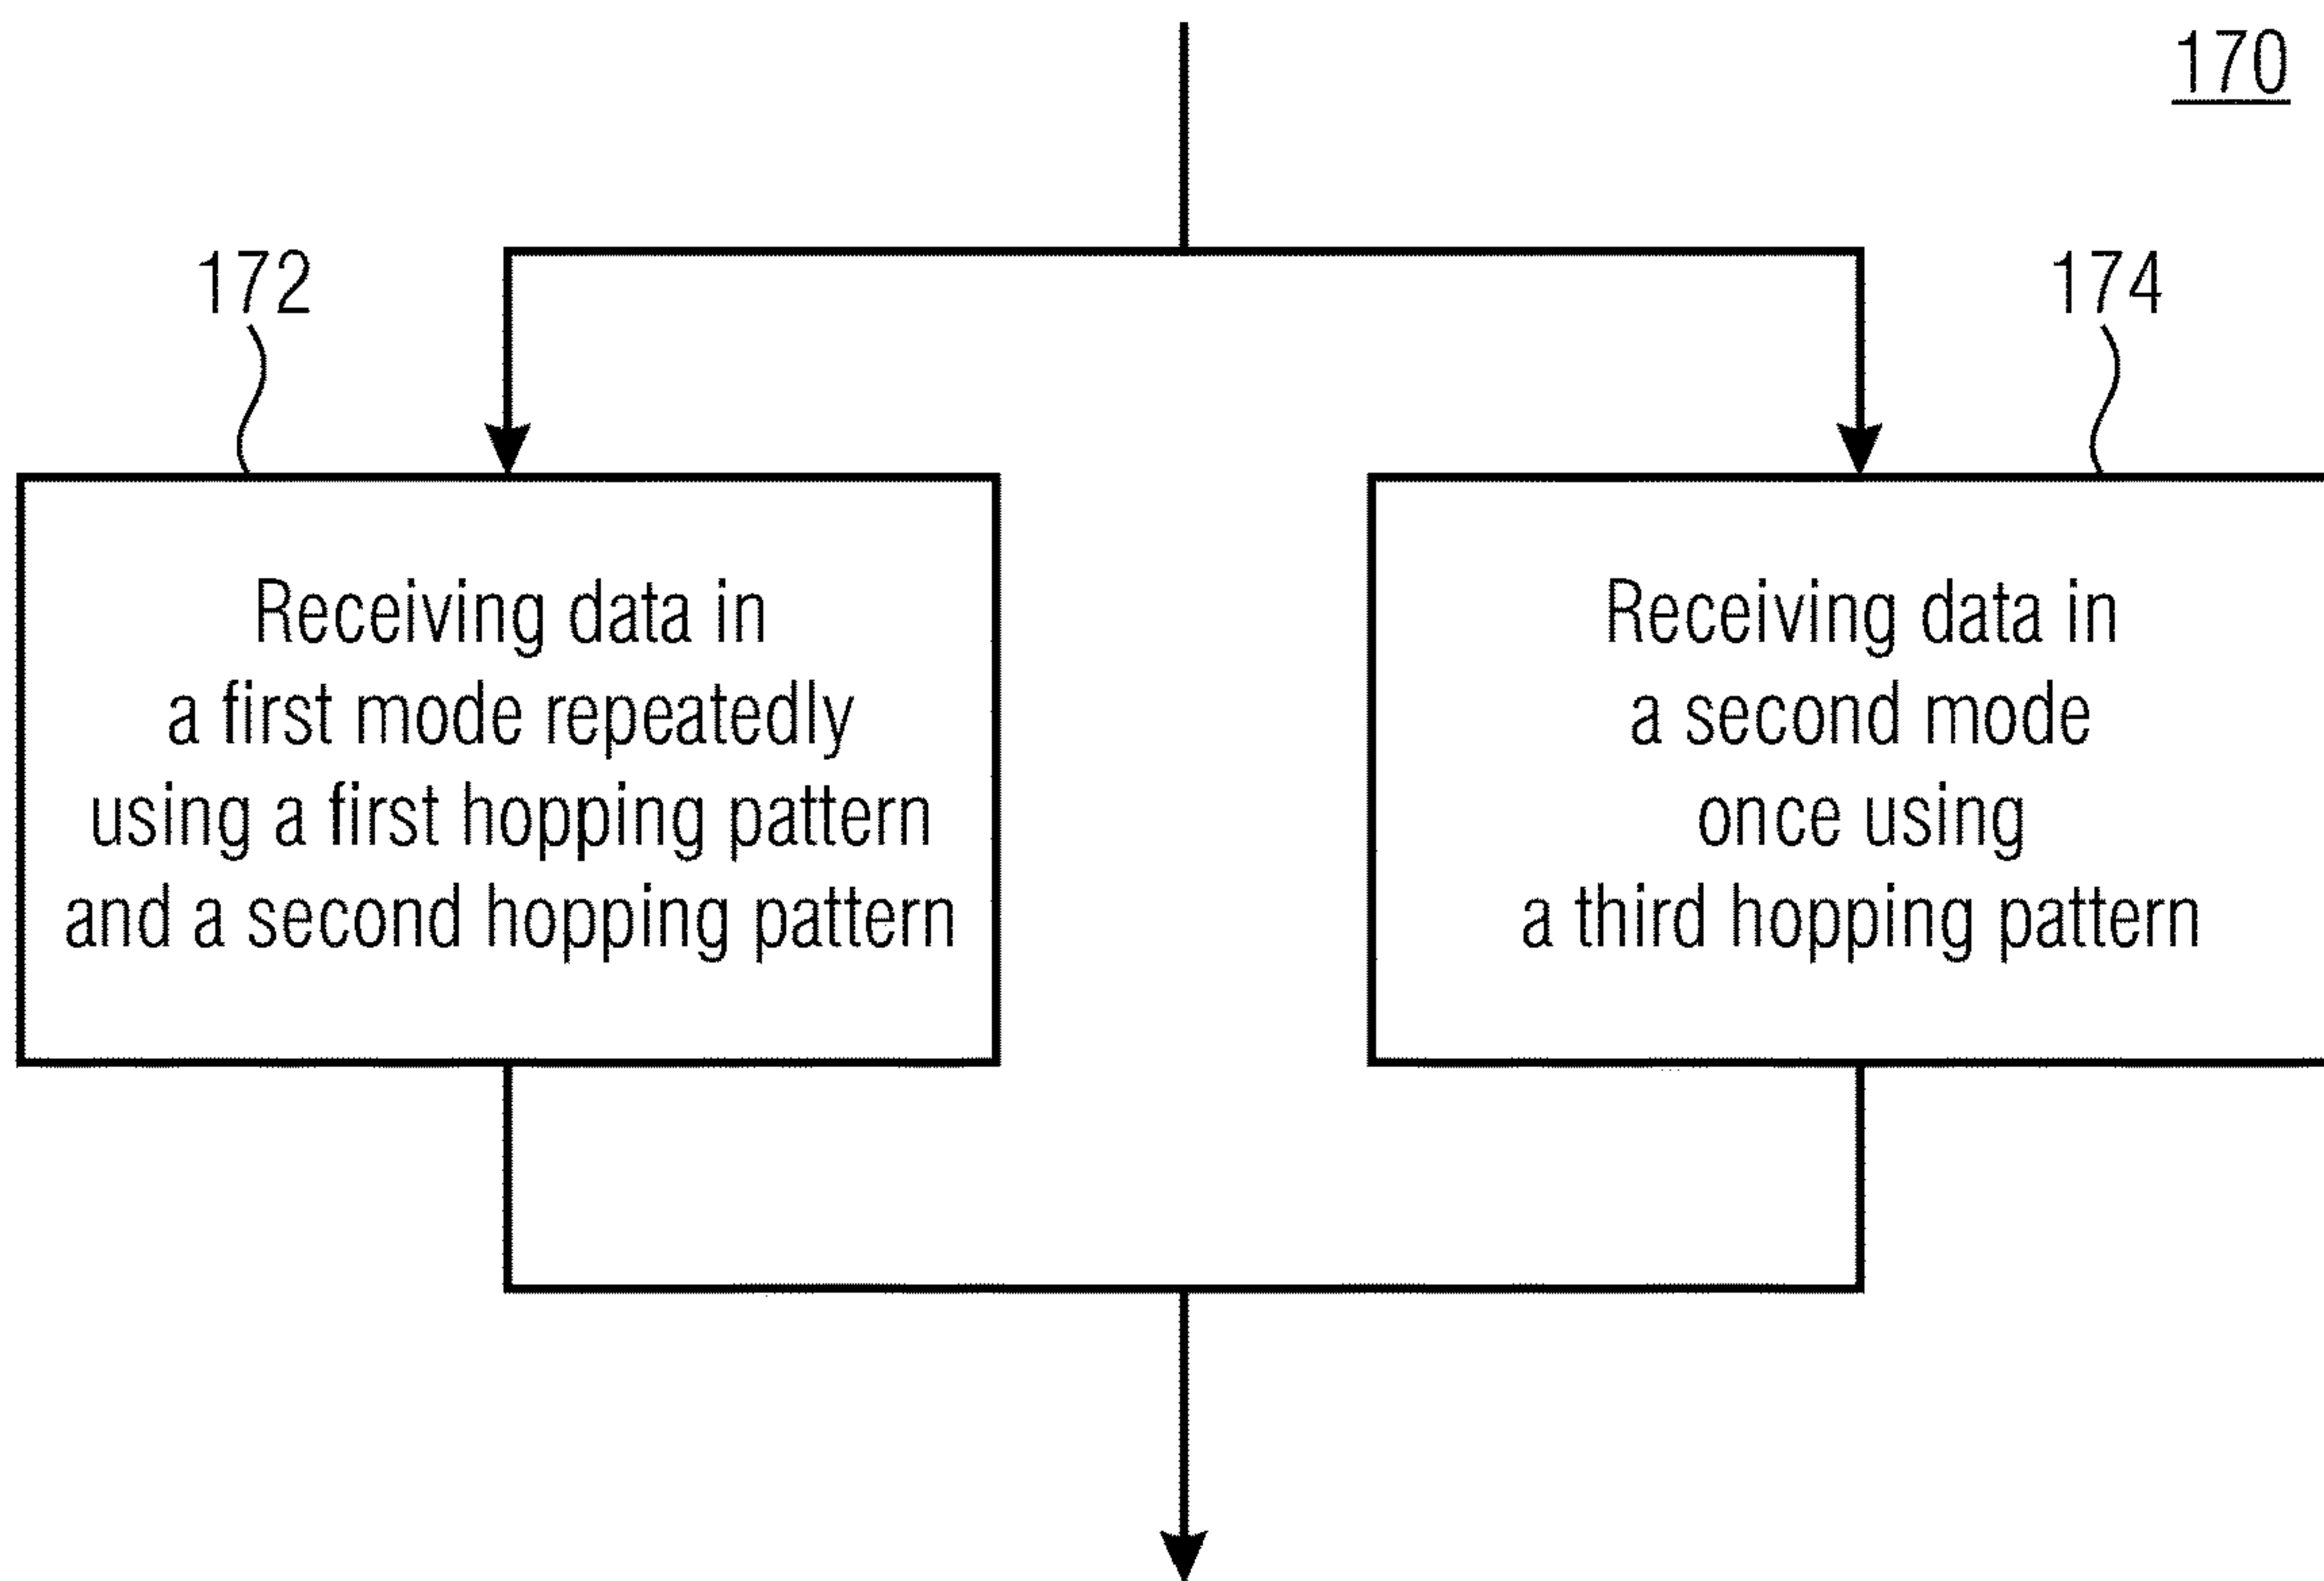 170
172
174
Receiving data in
a first mode repeatedly
using a first hopping pattern
and a second hopping pattern
Receiving data in
a second mode
once using
a third hopping pattern